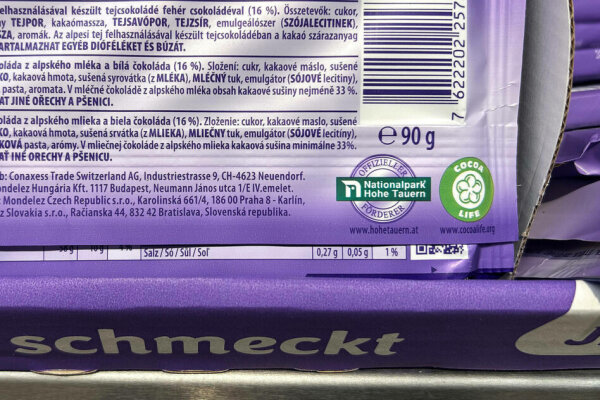 felhasználásával készült tejcsokoládé fehér csokoládéval (16 %). Összetevők: cukor,
TEJPOR, kakaómassza, TEJSAVÓPOR, TEJZSÍR, emulgeálószer (SZÓJALECITINEK),
aromák. Az alpesi tej felhasználásával készült tejcsokoládéban a kakaó szárazanyag
TARTALMAZHAT EGYÉB DIÓFÉLÉKET ÉS BÚZÁT.
z alpského mléka a bílá čokoláda (16 %). Složení: cukr, kakaové máslo, sušené
kakaová hmota, sušená syrovátka (z MLÉKA), MLÉČNÝ tuk, emulgátor (SÓJOVÉ lecitiny),
pasta, aromata. V mléčné čokoládě z alpského mléka obsah kakaové sušiny nejméně 33 %.
JINÉ OŘECHY A PŠENICI.
z alpského mlieka a biela čokoláda (16 %). Zloženie: cukor, kakaové maslo, sušené
kakaová hmota, sušená srvátka (z MLIEKA), MLIEČNY tuk, emulgátor (SÓJOVÉ lecitíny),
pasta, arómy. V mliečnej čokoláde z alpského mlieka kakaová sušina minimálne 33%.
INÉ ORECHY A PŠENICU.
Conaxess Trade Switzerland AG, Industriestrasse 9, CH-4623 Neuendorf.
Mondelez Hungária Kft. 1117 Budapest, Neumann János utca 1/E IV.emelet.
Mondelez Czech Republic s.r.o., Karolinská 661/4, 186 00 Praha 8 - Karlín,
Slovakia s.r.o., Račianska 44, 832 42 Bratislava, Slovenská republika.
7 622202 257
℮ 90 g
OFFIZIELLER
Nationalpark
Hohe Tauern
FÖRDERER
www.hohetauern.at
COCOA
LIFE
www.cocoalife.org
Salz / Só / Sůl / Soľ 0,27 g 0,05 g 1 %
schmeckt